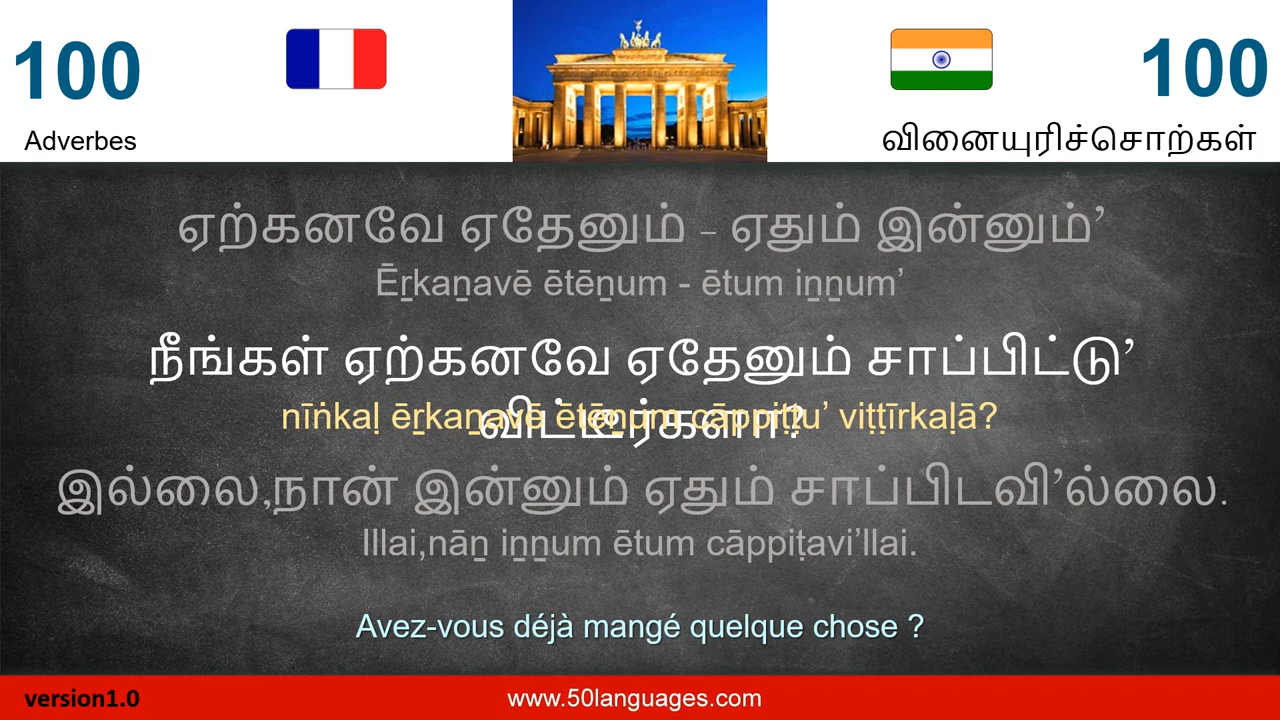 100
100
Adverbes
வினையுரிச்சொற்கள்
ஏற்கனவே ஏதேனும் – ஏதும் இன்னும்’
Ēṟkaṉavē ētēṉum - ētum iṉṉum’
நீங்கள் ஏற்கனவே ஏதேனும் சாப்பிட்டு’
விட்டீர்களா?
nīṅkaḷ ēṟkaṉavē ētēṉum cāppiṭṭu’ viṭṭīrkaḷā?
இல்லை,நான் இன்னும் ஏதும் சாப்பிடவி’ல்லை.
Illai,nāṉ iṉṉum ētum cāppiṭavi’llai.
Avez-vous déjà mangé quelque chose ?
version1.0
www.50languages.com